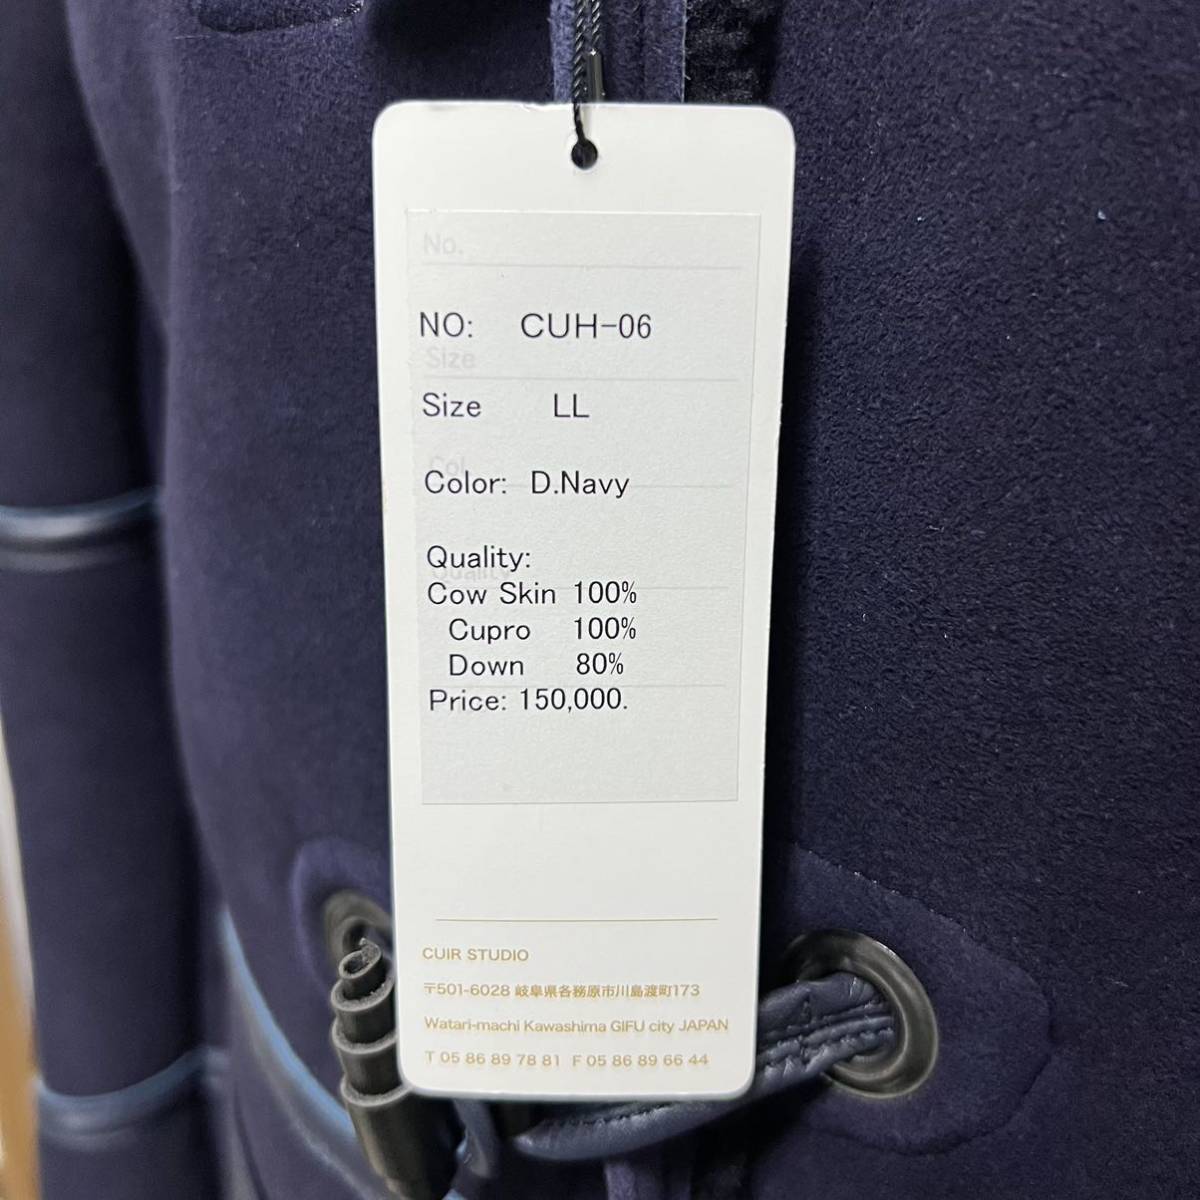 No.
NO: CUH-06
Size
Size LL
Col.
Color: D.Navy
Quality:
Quality
Cow Skin 100%
Cupro 100%
Down 80%
Price: 150,000.
CUIR STUDIO
〒501-6028 岐阜県各務原市川島渡町173
Watari-machi Kawashima GIFU city JAPAN
T 05 86 89 78 81 F 05 86 89 66 44